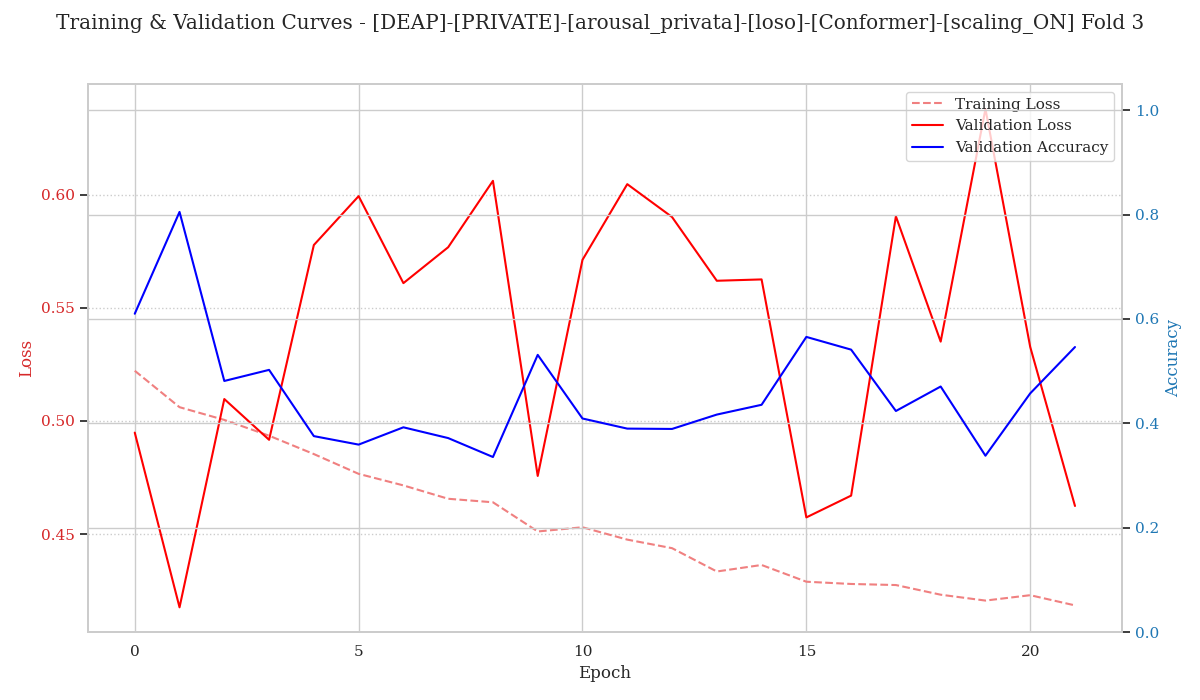 Training & Validation Curves - [DEAP]-[PRIVATE]-[arousal_privata]-[loso]-[Conformer]-[scaling_ON] Fold 3
Training Loss
Validation Loss
Validation Accuracy
1.0
0.8
0.6
0.4
0.2
0.0
Accuracy
0.60
0.55
0.50
0.45
Loss
0
5
10
15
20
Epoch